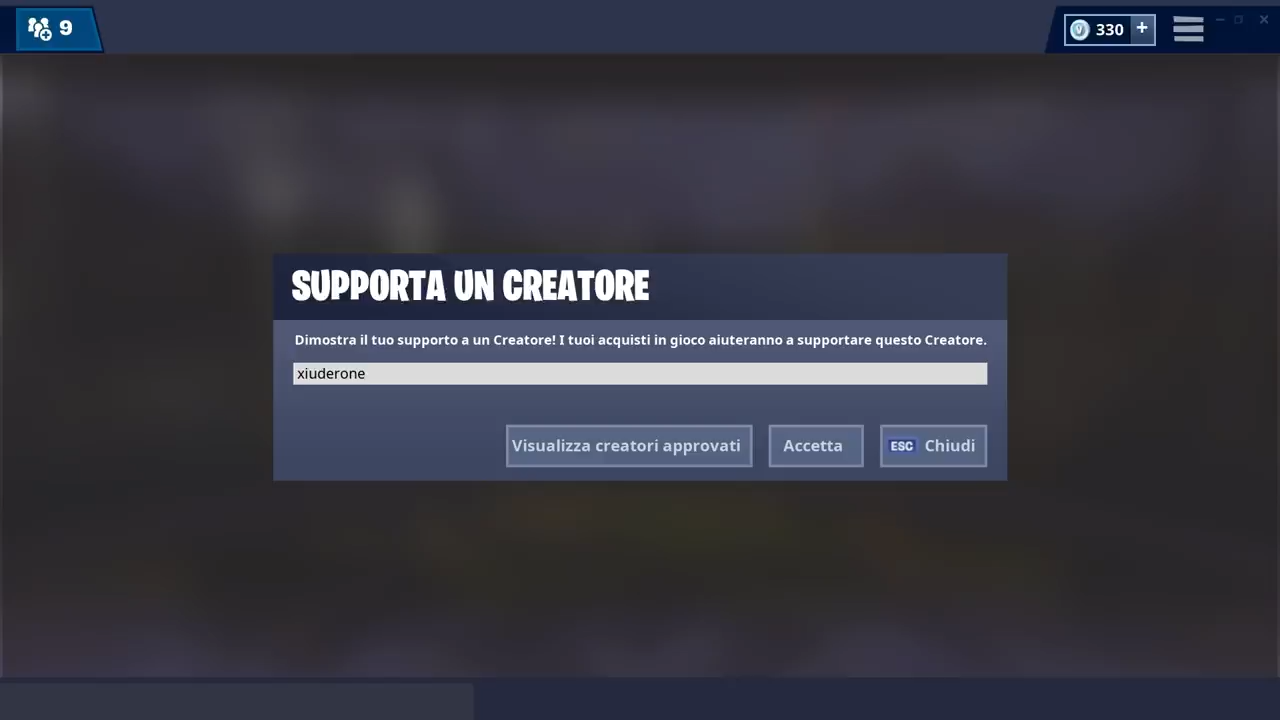 9
330 +
SUPPORTA UN CREATORE
Dimostra il tuo supporto a un Creatore! I tuoi acquisti in gioco aiuteranno a supportare questo Creatore.
xiuderone
Visualizza creatori approvati
Accetta
ESC Chiudi